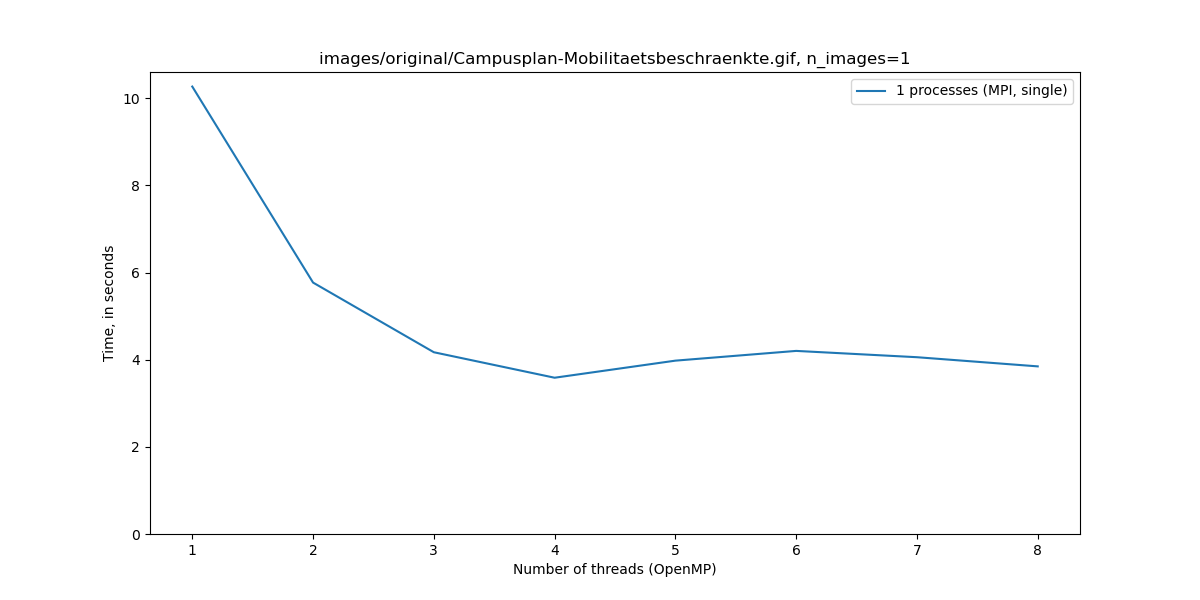 images/original/Campusplan-Mobilitaetsbeschraenkte.gif, n_images=1
1 processes (MPI, single)
Time, in seconds
10
8
6
4
2
0
1 2 3 4 5 6 7 8
Number of threads (OpenMP)